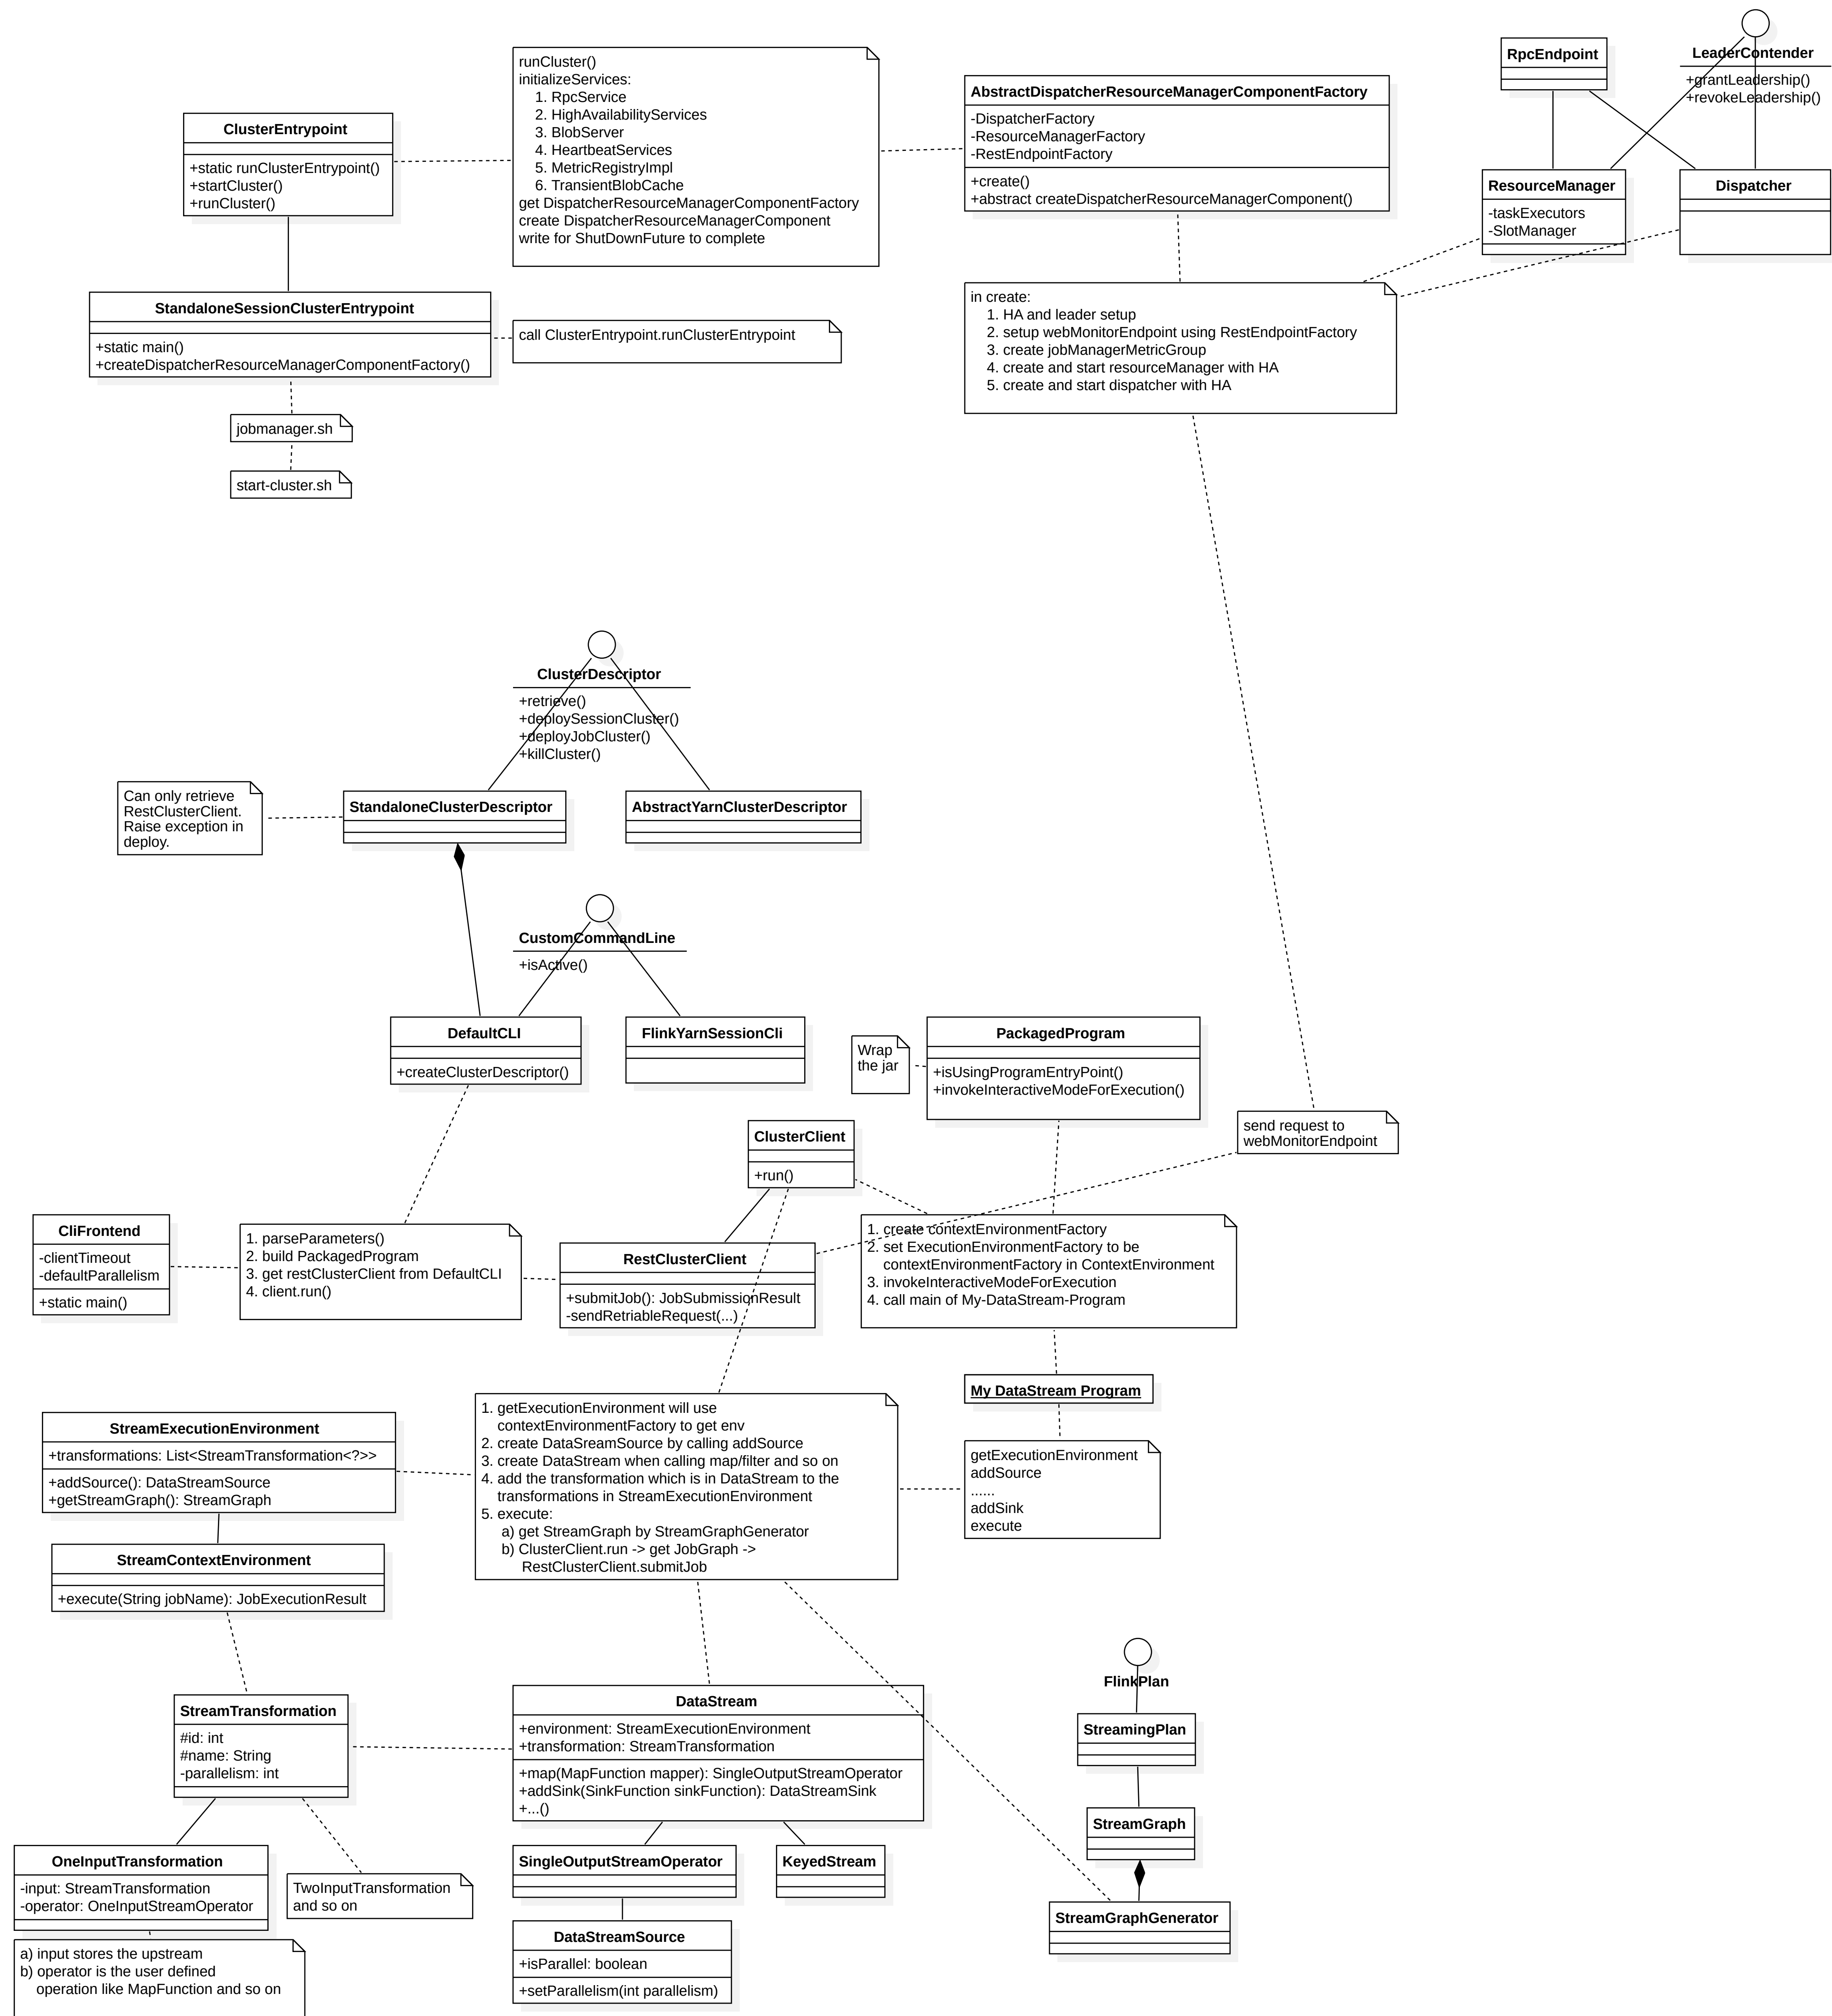 ClusterEntrypoint
+static runClusterEntrypoint()
+startCluster()
+runCluster()
runCluster()
initializeServices:
1. RpcService
2. HighAvailabilityServices
3. BlobServer
4. HeartbeatServices
5. MetricRegistryImpl
6. TransientBlobCache
get DispatcherResourceManagerComponentFactory
create DispatcherResourceManagerComponent
write for ShutDownFuture to complete
AbstractDispatcherResourceManagerComponentFactory
-DispatcherFactory
-ResourceManagerFactory
-RestEndpointFactory
+create()
+abstract createDispatcherResourceManagerComponent()
RpcEndpoint
LeaderContender
+grantLeadership()
+revokeLeadership()
ResourceManager
-taskExecutors
-SlotManager
Dispatcher
StandaloneSessionClusterEntrypoint
+static main()
+createDispatcherResourceManagerComponentFactory()
call ClusterEntrypoint.runClusterEntrypoint
in create:
1. HA and leader setup
2. setup webMonitorEndpoint using RestEndpointFactory
3. create jobManagerMetricGroup
4. create and start resourceManager with HA
5. create and start dispatcher with HA
jobmanager.sh
start-cluster.sh
ClusterDescriptor
+retrieve()
+deploySessionCluster()
+deployJobCluster()
+killCluster()
Can only retrieve
RestClusterClient.
Raise exception in
deploy.
StandaloneClusterDescriptor
AbstractYarnClusterDescriptor
CustomCommandLine
+isActive()
DefaultCLI
+createClusterDescriptor()
FlinkYarnSessionCli
Wrap
the jar
PackagedProgram
+isUsingProgramEntryPoint()
+invokeInteractiveModeForExecution()
send request to
webMonitorEndpoint
ClusterClient
+run()
CliFrontend
-clientTimeout
-defaultParallelism
+static main()
1. parseParameters()
2. build PackagedProgram
3. get restClusterClient from DefaultCLI
4. client.run()
RestClusterClient
+submitJob(): JobSubmissionResult
-sendRetriableRequest(...)
1. create contextEnvironmentFactory
2. set ExecutionEnvironmentFactory to be
contextEnvironmentFactory in ContextEnvironment
3. invokeInteractiveModeForExecution
4. call main of My-DataStream-Program
My DataStream Program
StreamExecutionEnvironment
+transformations: List<StreamTransformation<?>>
+addSource(): DataStreamSource
+getStreamGraph(): StreamGraph
1. getExecutionEnvironment will use
contextEnvironmentFactory to get env
2. create DataSreamSource by calling addSource
3. create DataStream when calling map/filter and so on
4. add the transformation which is in DataStream to the
transformations in StreamExecutionEnvironment
5. execute:
a) get StreamGraph by StreamGraphGenerator
b) ClusterClient.run -> get JobGraph ->
RestClusterClient.submitJob
getExecutionEnvironment
addSource
......
addSink
execute
StreamContextEnvironment
+execute(String jobName): JobExecutionResult
StreamTransformation
#id: int
#name: String
-parallelism: int
DataStream
+environment: StreamExecutionEnvironment
+transformation: StreamTransformation
+map(MapFunction mapper): SingleOutputStreamOperator
+addSink(SinkFunction sinkFunction): DataStreamSink
+...()
FlinkPlan
StreamingPlan
StreamGraph
StreamGraphGenerator
OneInputTransformation
-input: StreamTransformation
-operator: OneInputStreamOperator
TwoInputTransformation
and so on
SingleOutputStreamOperator
KeyedStream
DataStreamSource
+isParallel: boolean
+setParallelism(int parallelism)
a) input stores the upstream
b) operator is the user defined
operation like MapFunction and so on